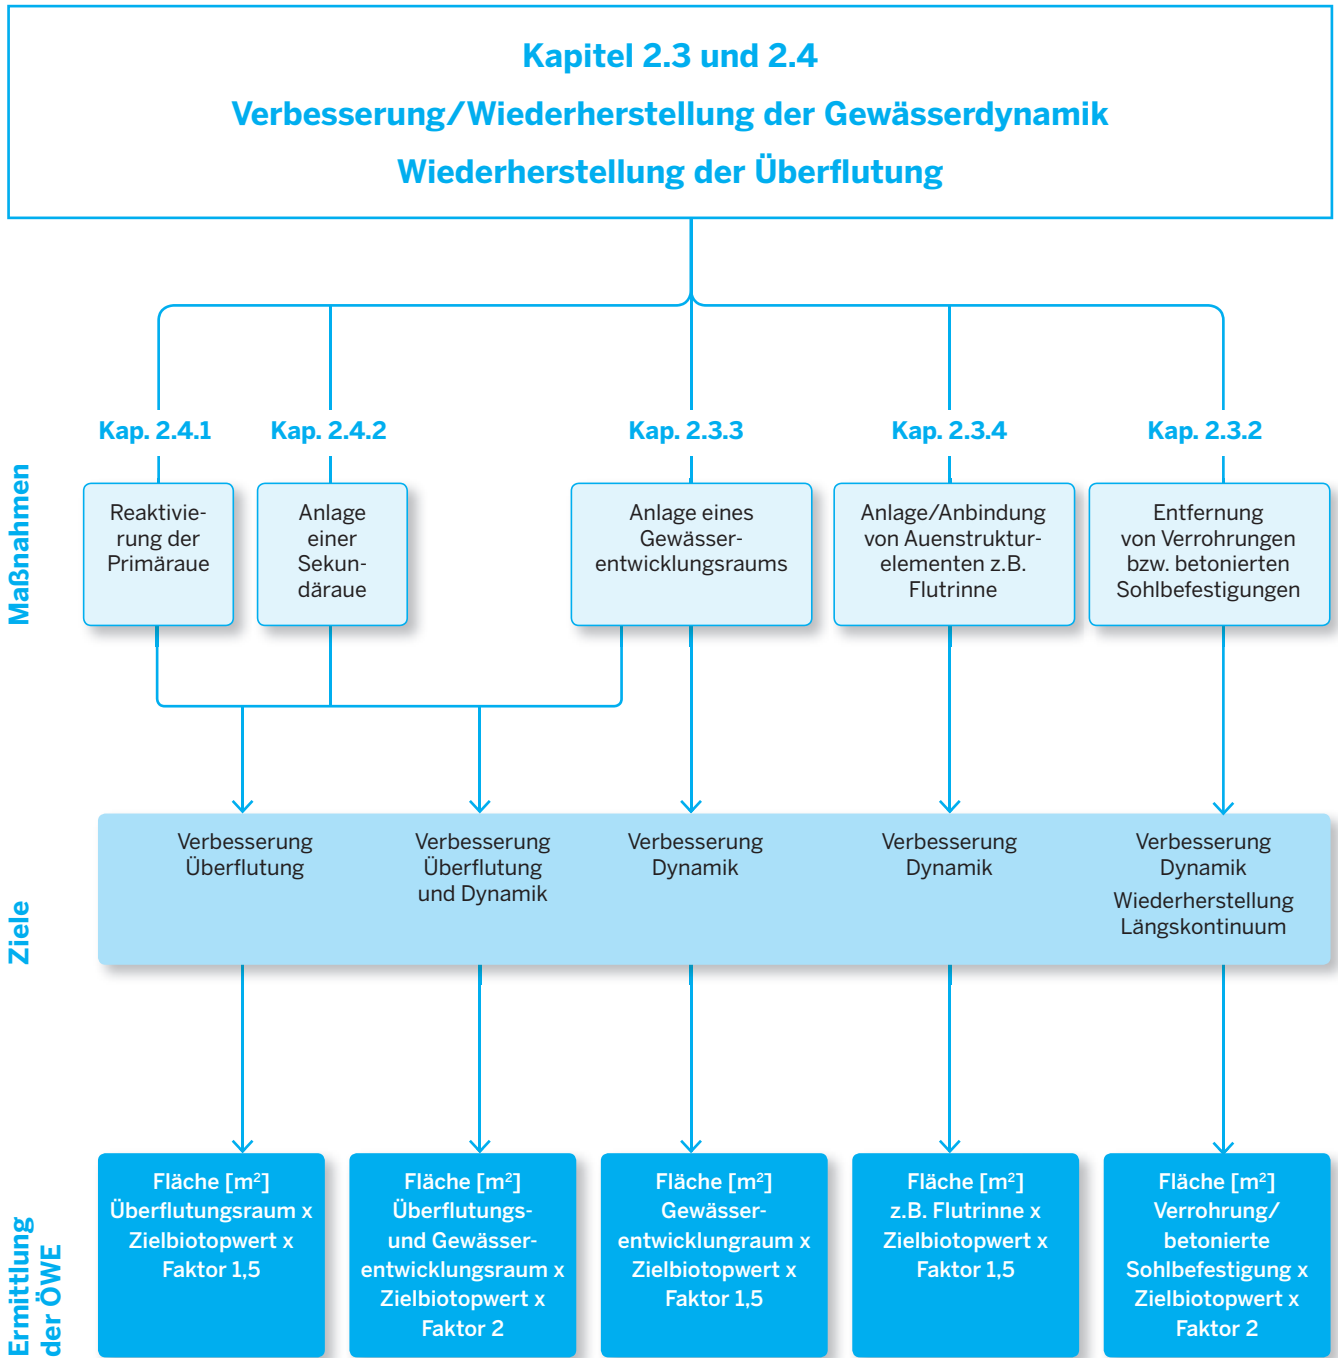 Kapitel 2.3 und 2.4
Verbesserung/Wiederherstellung der Gewässerdynamik
Wiederherstellung der Überflutung
Maßnahmen
Kap. 2.4.1
Reaktivie-
rung der
Primäraue
Kap. 2.4.2
Anlage
einer
Sekun-
däraue
Kap. 2.3.3
Anlage eines
Gewässer-
entwicklungsraums
Kap. 2.3.4
Anlage/Anbindung
von Auenstruktur-
elementen z.B.
Flutrinne
Kap. 2.3.2
Entfernung
von Verrohrungen
bzw. betonierten
Sohlbefestigungen
Ziele
Verbesserung
Überflutung
Verbesserung
Überflutung
und Dynamik
Verbesserung
Dynamik
Verbesserung
Dynamik
Verbesserung
Dynamik
Wiederherstellung
Längskontinuum
Ermittlung
der ÖWE
Fläche [m²]
Überflutungsraum x
Zielbiotopwert x
Faktor 1,5
Fläche [m²]
Überflutungs-
und Gewässer-
entwicklungsraum x
Zielbiotopwert x
Faktor 2
Fläche [m²]
Gewässer-
entwicklungraum x
Zielbiotopwert x
Faktor 1,5
Fläche [m²]
z.B. Flutrinne x
Zielbiotopwert x
Faktor 1,5
Fläche [m²]
Verrohrung/
betonierte
Sohlbefestigung x
Zielbiotopwert x
Faktor 2